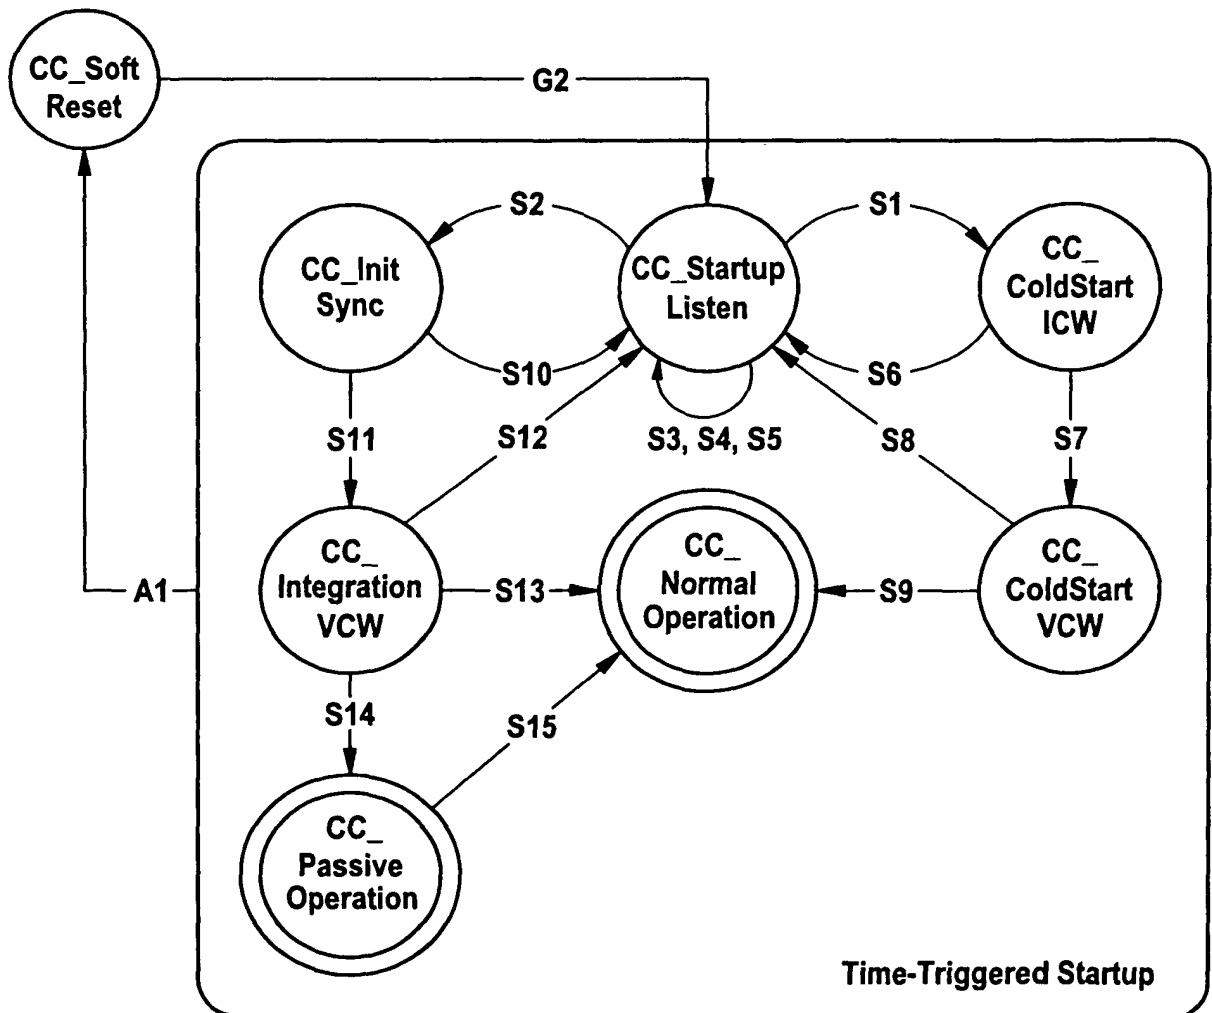 CC_Soft
Reset
G2
S2
S1
CC_Init
Sync
CC_Startup
Listen
CC_
ColdStart
ICW
S10
S6
S11
S12
S3, S4, S5
S8
S7
CC_
Integration
VCW
CC_
Normal
Operation
CC_
ColdStart
VCW
A1
S13
S9
S14
S15
CC_
Passive
Operation
Time-Triggered Startup